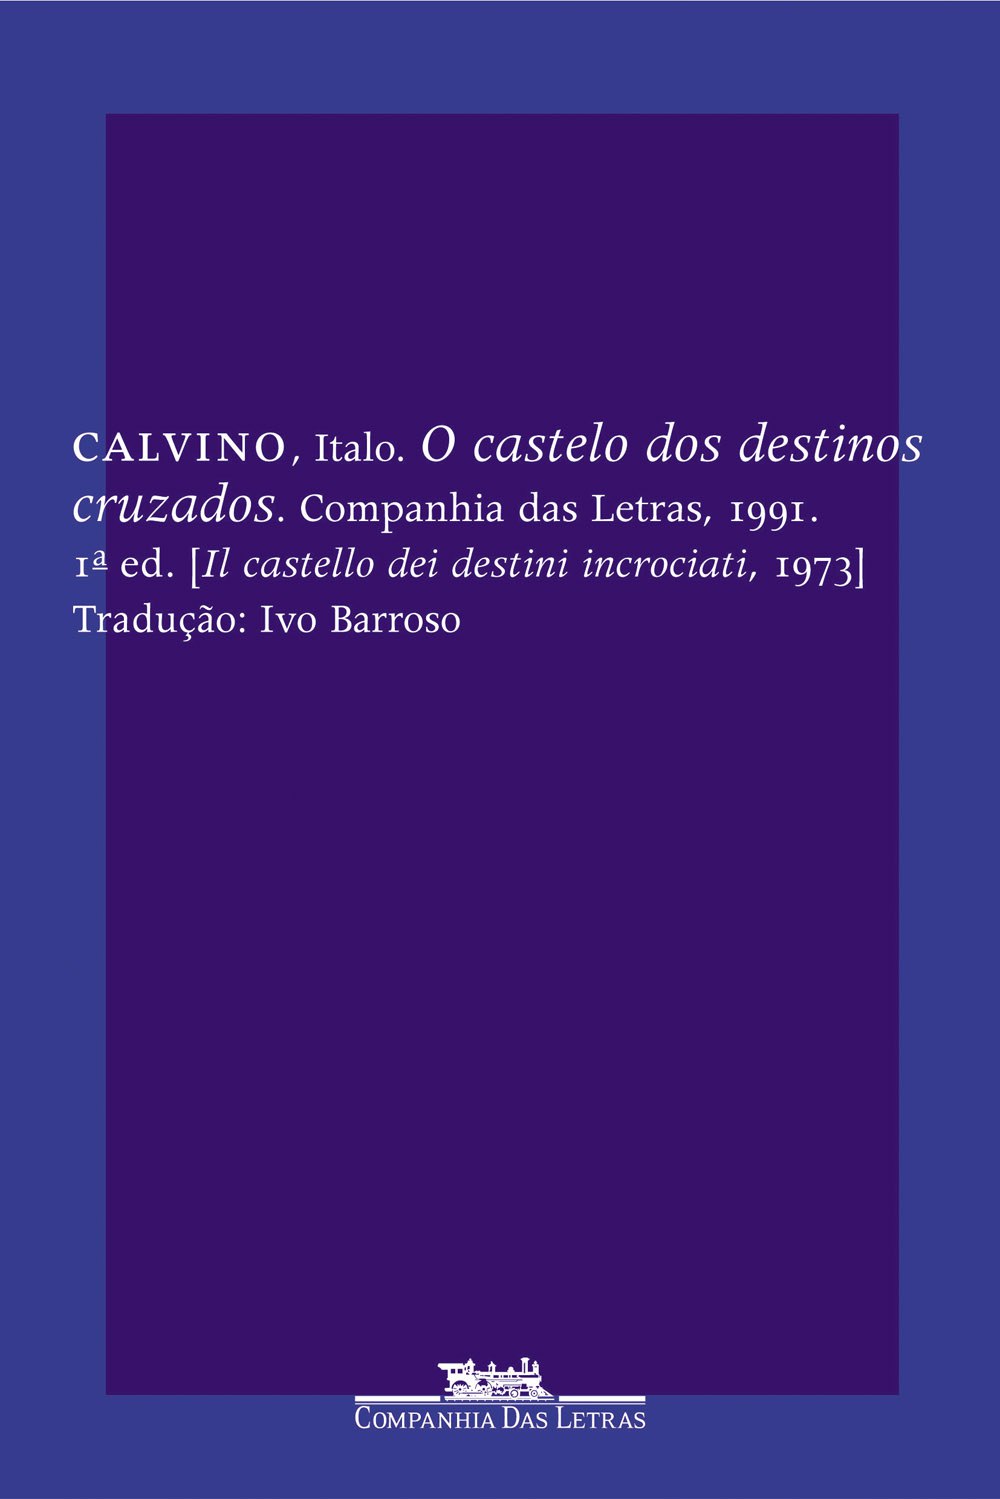 CALVINO, Italo. O castelo dos destinos
cruzados. Companhia das Letras, 1991.
1ª ed. [Il castello dei destini incrociati, 1973]
Tradução: Ivo Barroso
COMPANHIA DAS LETRAS